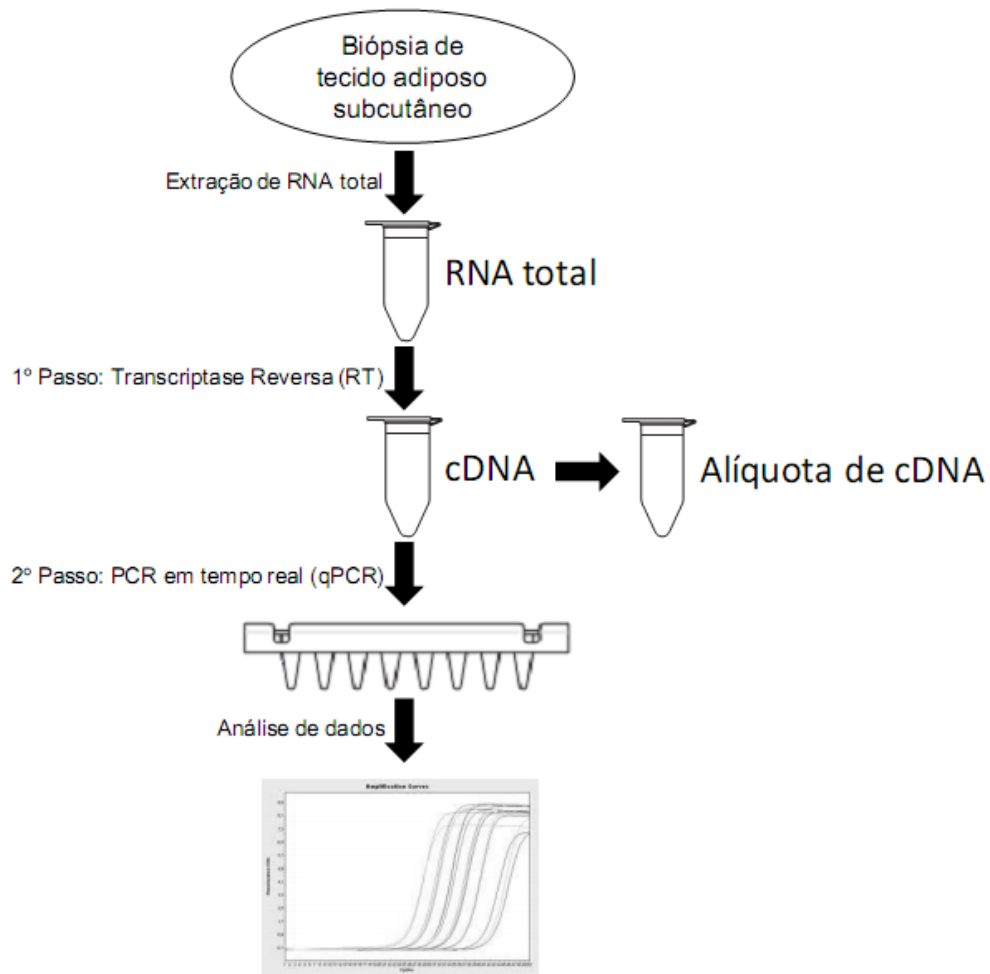 Biópsia de
tecido adiposo
subcutâneo
Extração de RNA total
RNA total
1º Passo: Transcriptase Reversa (RT)
cDNA
Alíquota de cDNA
2º Passo: PCR em tempo real (qPCR)
Análise de dados
Amplification Curves
Cycles